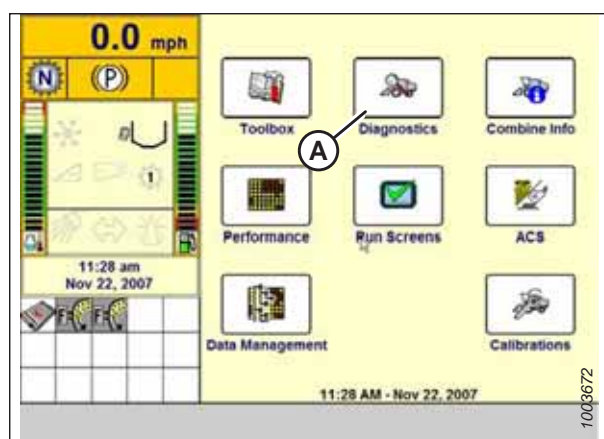 0.0 mph
N (P)
1
11:28 am
Nov 22, 2007
F F
Toolbox Diagnostics Combine Info
A
Performance Run Screens ACS
Data Management Calibrations
11:28 AM - Nov 22, 2007
1003672